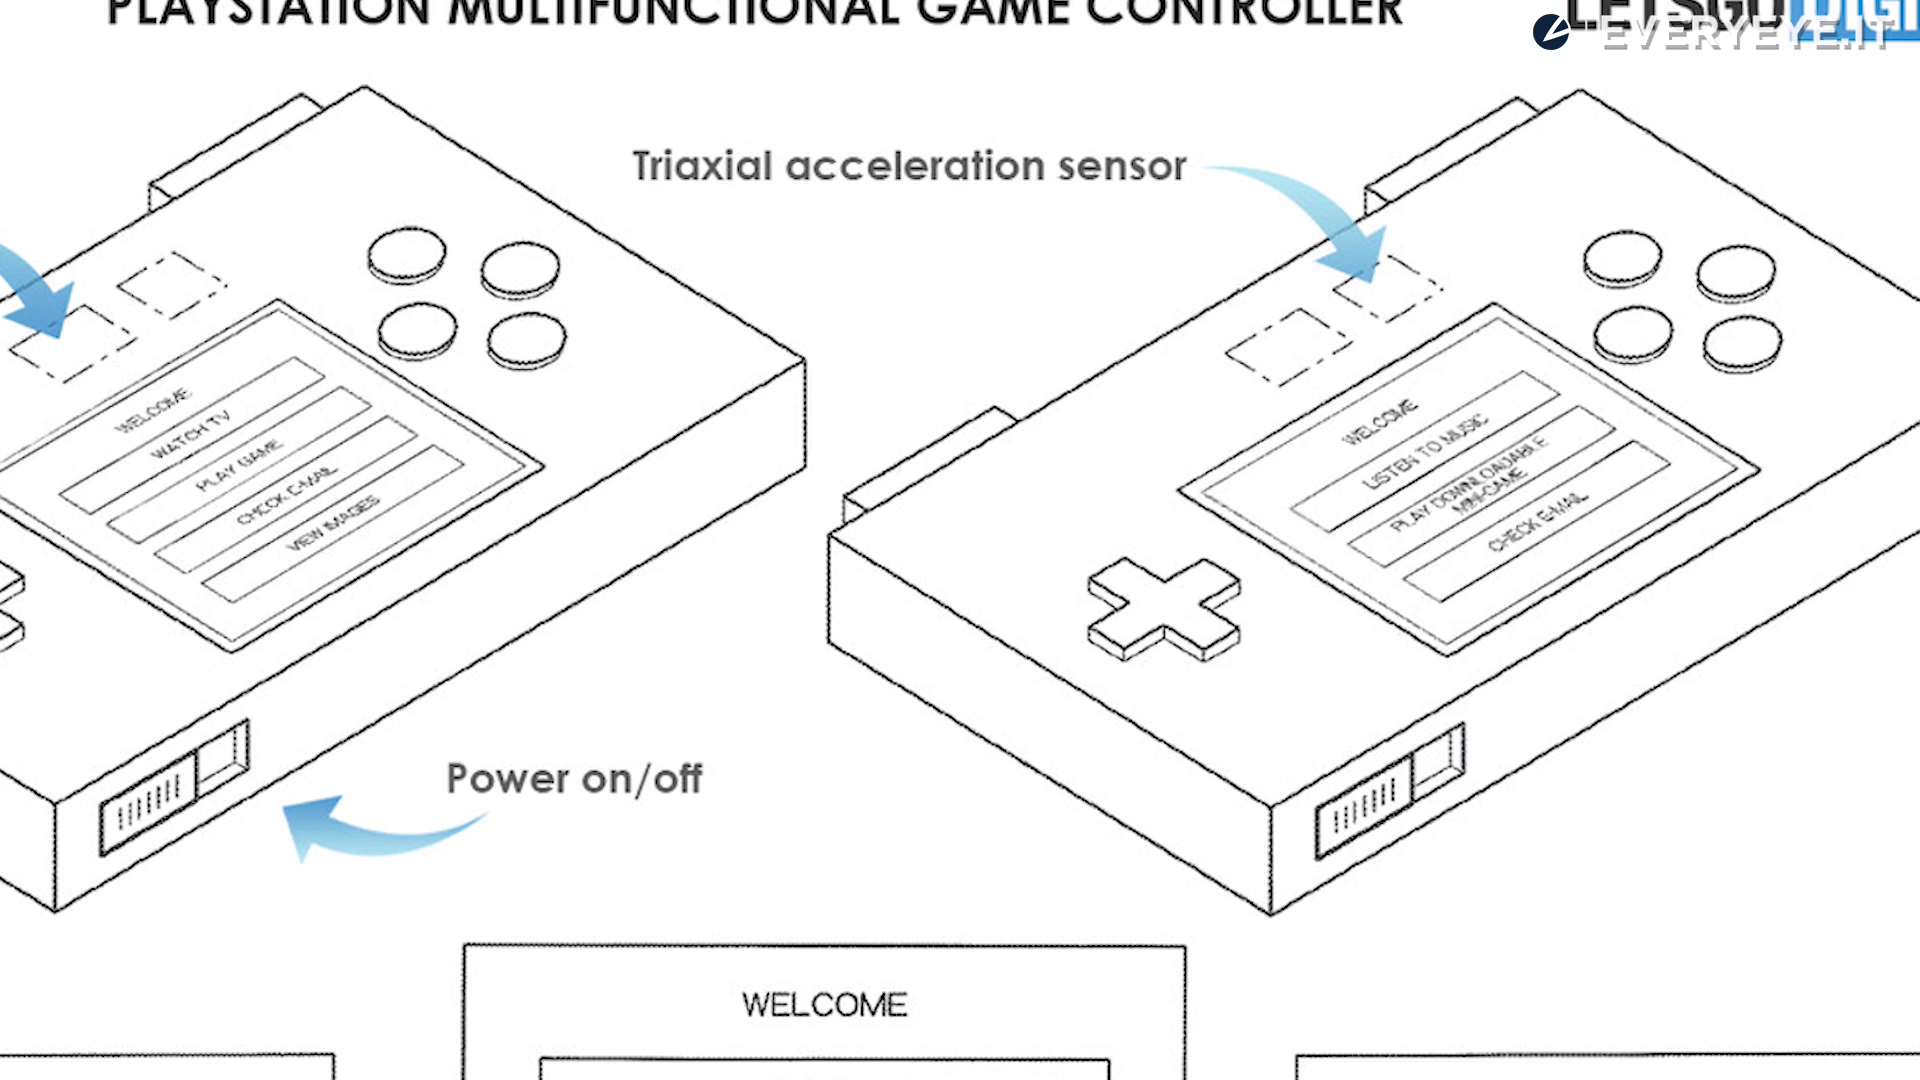 PLAYSTATION MULTIFUNCTIONAL GAME CONTROLLER
LETSGODIGI
EVERYEYE.IT
Triaxial acceleration sensor
WELCOME
WATCH TV
PLAY GAME
CHECK E-MAIL
VIEW IMAGES
WELCOME
LISTEN TO MUSIC
PLAY DOWNLOADABLE
MINI-GAME
CHECK E-MAIL
Power on/off
WELCOME